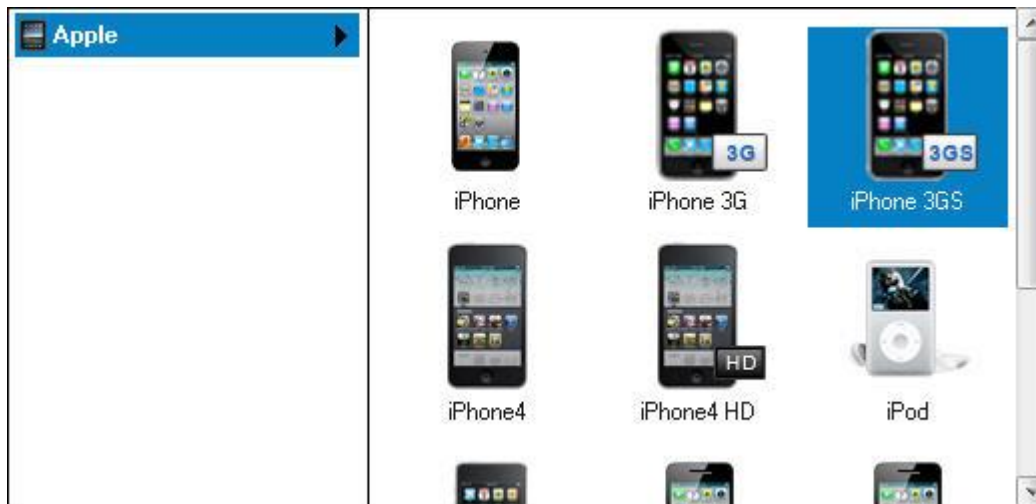 Apple
3G
3GS
iPhone
iPhone 3G
iPhone 3GS
HD
iPhone4
iPhone4 HD
iPod